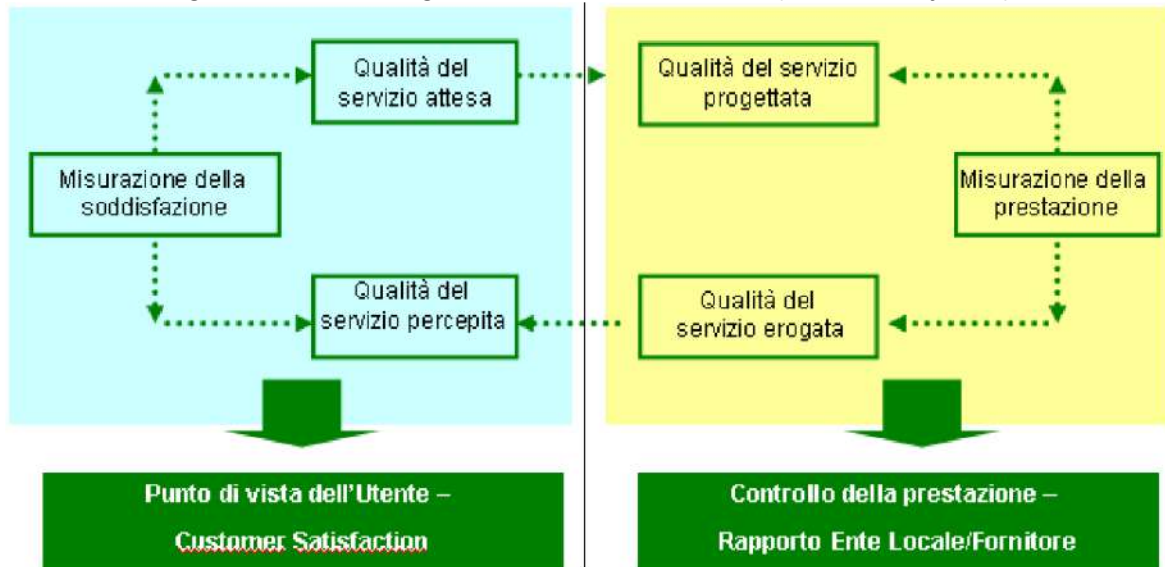 Qualità del
servizio attesa
Qualità del servizio
progettata
Misurazione della
soddisfazione
Misurazione della
prestazione
Qualità del
servizio percepita
Qualità del
servizio erogata
Punto di vista dell'Utente –
Customer Satisfaction
Controllo della prestazione –
Rapporto Ente Locale/Fornitore